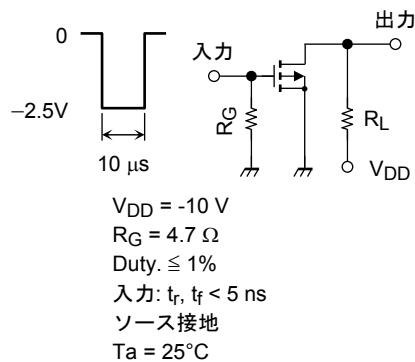 0
−2.5V
10 μs
入力
出力
RG
RL
VDD
VDD = -10 V
RG = 4.7 Ω
Duty. ≦ 1%
入力: tr, tf < 5 ns
ソース接地
Ta = 25°C